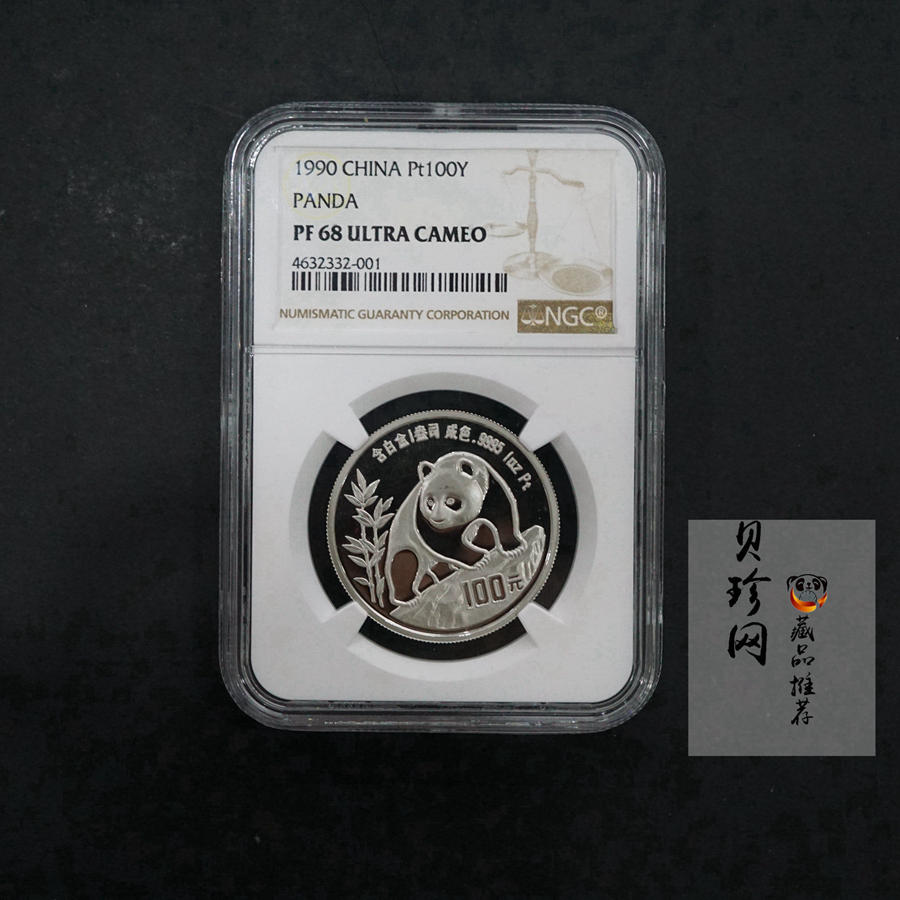 1990 CHINA Pt100Y
PANDA
PF 68 ULTRA CAMEO
4632332-001
NUMISMATIC GUARANTY CORPORATION
NGC®
含白金1盎司 成色.9995 1oz Pt
100元
贝珍网
藏品推荐